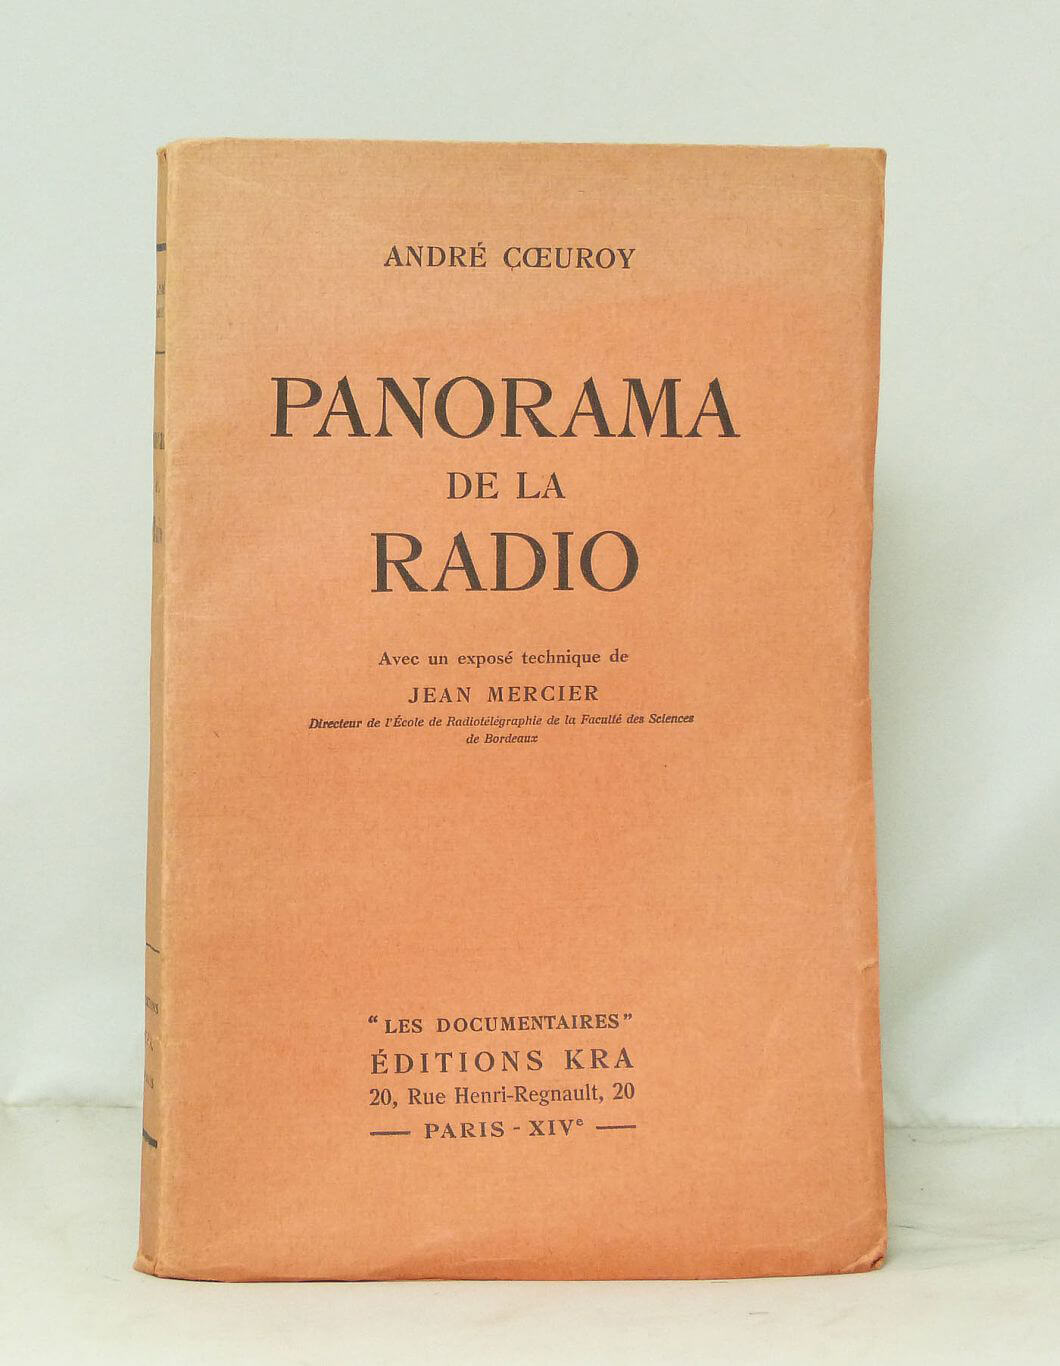 ANDRÉ ÇŒUROY
PANORAMA
DE LA
RADIO
Avec un exposé technique de
JEAN MERCIER
Directeur de l'École de Radiotélégraphie de la Faculté des Sciences
de Bordeaux
"LES DOCUMENTAIRES"
ÉDITIONS KRA
20, Rue Henri-Regnault, 20
— PARIS - XIVe —